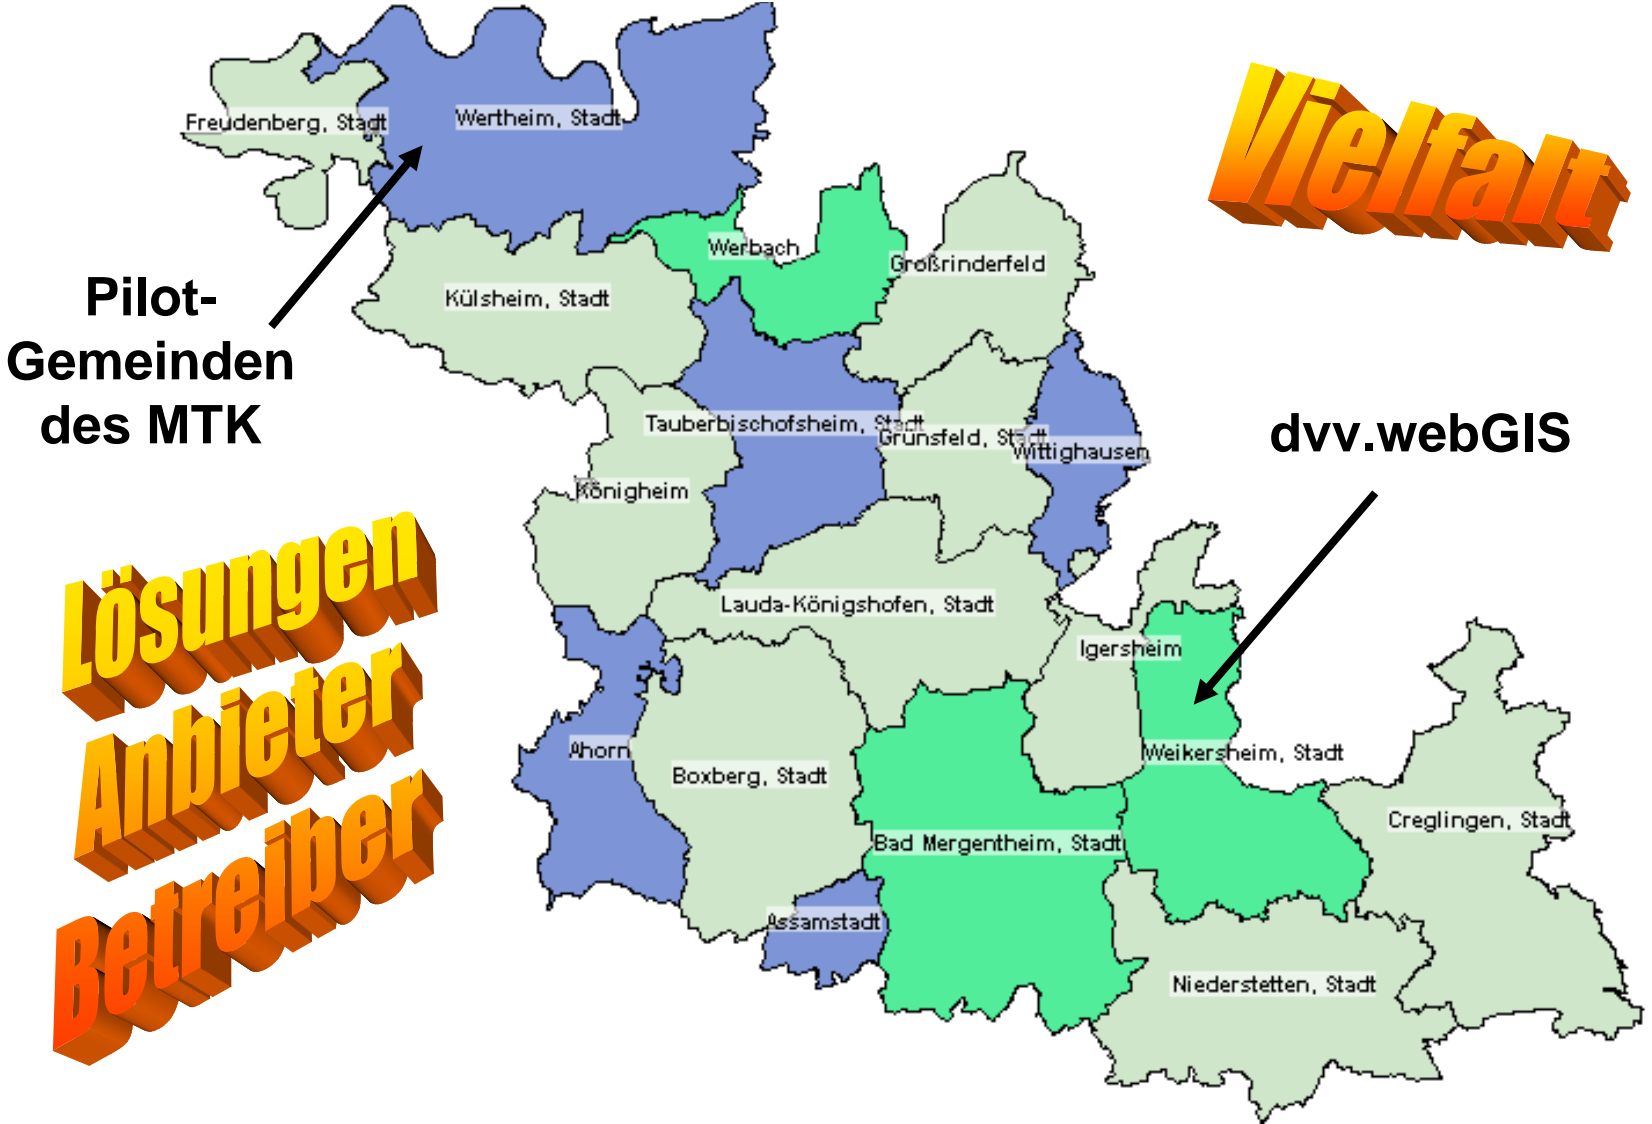 Vielfalt
Freudenberg, Stadt
Wertheim, Stadt
Werbach
Großrinderfeld
Külsheim, Stadt
Pilot-
Gemeinden
des MTK
Tauberbischofsheim, Stadt
Grünsfeld, Stadt
Wittighausen
dvv.webGIS
Königheim
Lösungen
Anbieter
Betreiber
Lauda-Königshofen, Stadt
Igersheim
Ahorn
Boxberg, Stadt
Weikersheim, Stadt
Creglingen, Stadt
Bad Mergentheim, Stadt
Assamstadt
Niederstetten, Stadt